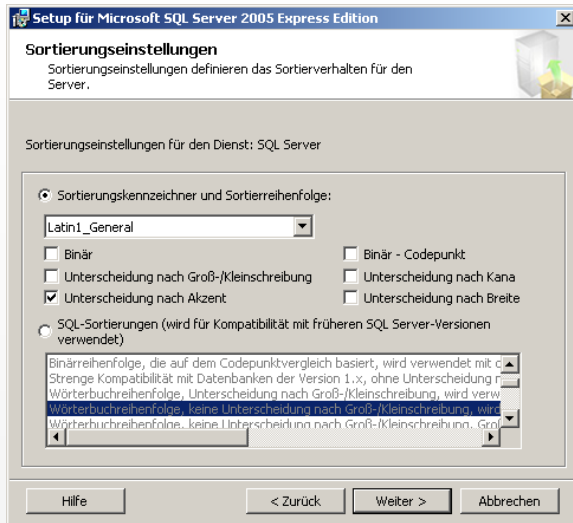 Setup für Microsoft SQL Server 2005 Express Edition
Sortierungseinstellungen
Sortierungseinstellungen definieren das Sortierverhalten für den
Server.
Sortierungseinstellungen für den Dienst: SQL Server
Sortierungskennzeichner und Sortierreihenfolge:
Latin1_General
Binär
Binär - Codepunkt
Unterscheidung nach Groß-/Kleinschreibung
Unterscheidung nach Kana
Unterscheidung nach Akzent
Unterscheidung nach Breite
SQL-Sortierungen (wird für Kompatibilität mit früheren SQL Server-Versionen
verwendet)
Binärreihenfolge, die auf dem Codepunktvergleich basiert, wird verwendet mit
Strenge Kompatibilität mit Datenbanken der Version 1.x, ohne Unterscheidung
Wörterbuchreihenfolge, Unterscheidung nach Groß-/Kleinschreibung, wird verw
Wörterbuchreihenfolge, keine Unterscheidung nach Groß-/Kleinschreibung, wird
Wörterbuchreihenfolge, keine Unterscheidung nach Groß-/Kleinschreibung, Groß
Hilfe
< Zurück
Weiter >
Abbrechen